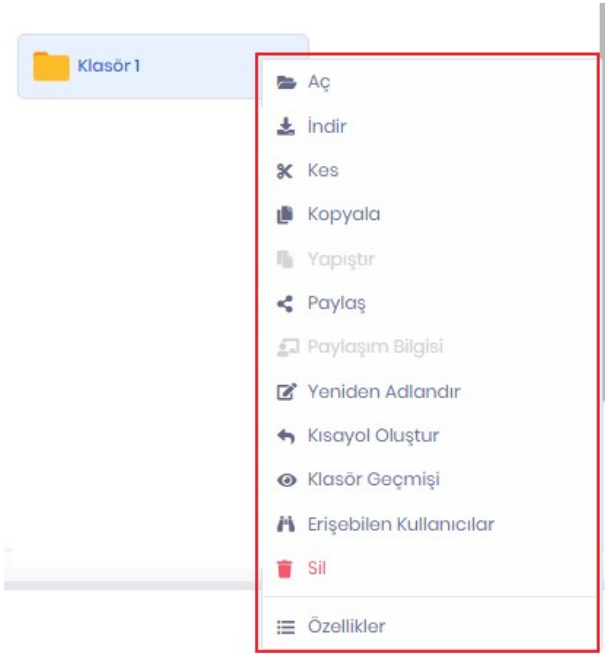 Klasör 1
Aç
İndir
Kes
Kopyala
Yapıştır
Paylaş
Paylaşım Bilgisi
Yeniden Adlandır
Kısayol Oluştur
Klasör Geçmişi
Erişebilen Kullanıcılar
Sil
Özellikler